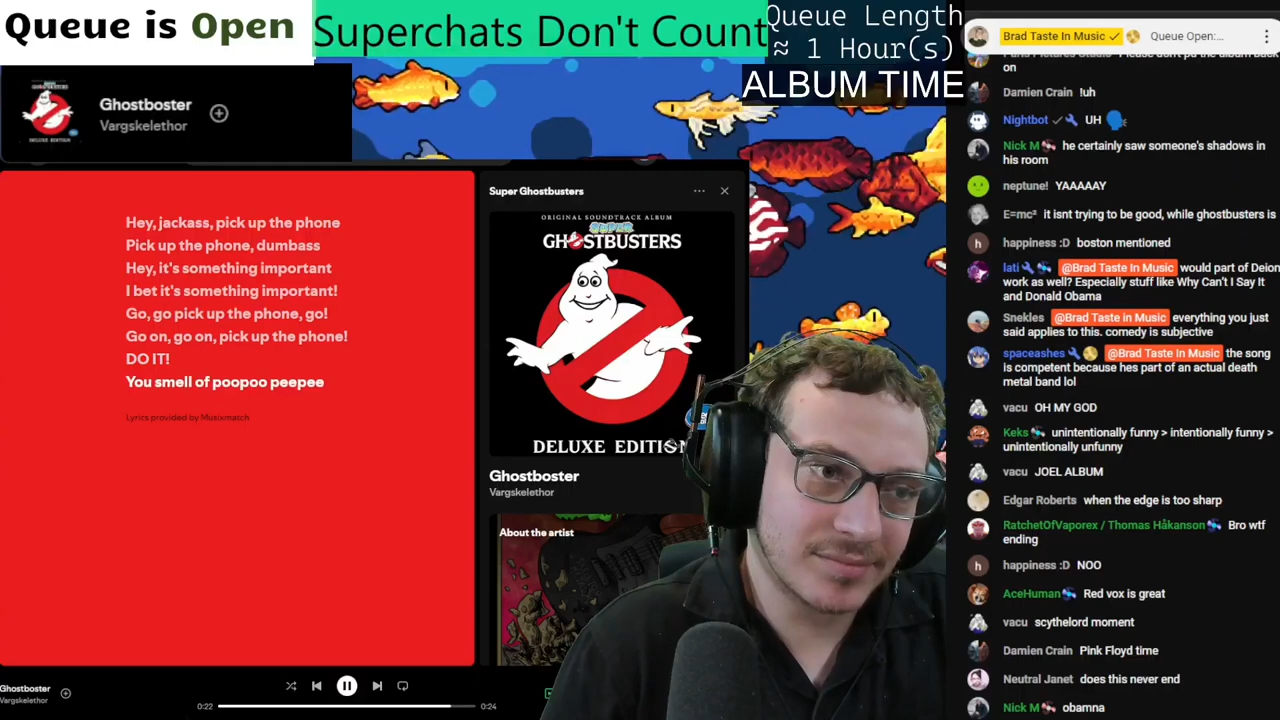 Queue is Open
Superchats Don't Count
Queue Length
≈ 1 Hour(s)
ALBUM TIME
Ghostboster
Vargskelethor
Hey, jackass, pick up the phone
Pick up the phone, dumbass
Hey, it's something important
I bet it's something important!
Go, go pick up the phone, go!
Go on, go on, pick up the phone!
DO IT!
You smell of poopoo peepee
Lyrics provided by Musixmatch
Super Ghostbusters
ORIGINAL SOUNDTRACK ALBUM
SUPER
GHOSTBUSTERS
DELUXE EDITION
Ghostboster
Vargskelethor
About the artist
Ghostboster
Vargskelethor
0:22
0:24
Brad Taste In Music
Queue Open:...
on
Damien Crain !uh
Nightbot UH
Nick M he certainly saw someone's shadows in
his room
neptune! YAAAAAY
E=mc² it isnt trying to be good, while ghostbusters is
happiness :D boston mentioned
lati @Brad Taste In Music would part of Deion
work as well? Especially stuff like Why Can't I Say It
and Donald Obama
Snekles @Brad Taste in Music everything you just
said applies to this. comedy is subjective
spaceashes @Brad Taste In Music the song
is competent because hes part of an actual death
metal band lol
vacu OH MY GOD
Keks unintentionally funny > intentionally funny >
unintentionally unfunny
vacu JOEL ALBUM
Edgar Roberts when the edge is too sharp
RatchetOfVaporex / Thomas Håkanson Bro wtf
ending
happiness :D NOO
AceHuman Red vox is great
vacu scythelord moment
Damien Crain Pink Floyd time
Neutral Janet does this never end
Nick M obamna